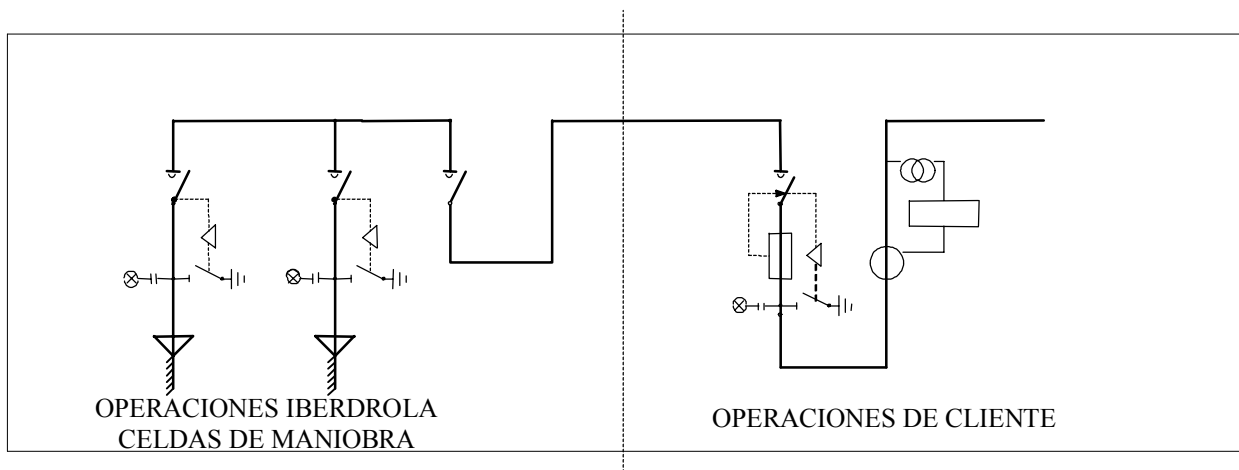 OPERACIONES IBERDROLA
CELDAS DE MANIOBRA
OPERACIONES DE CLIENTE